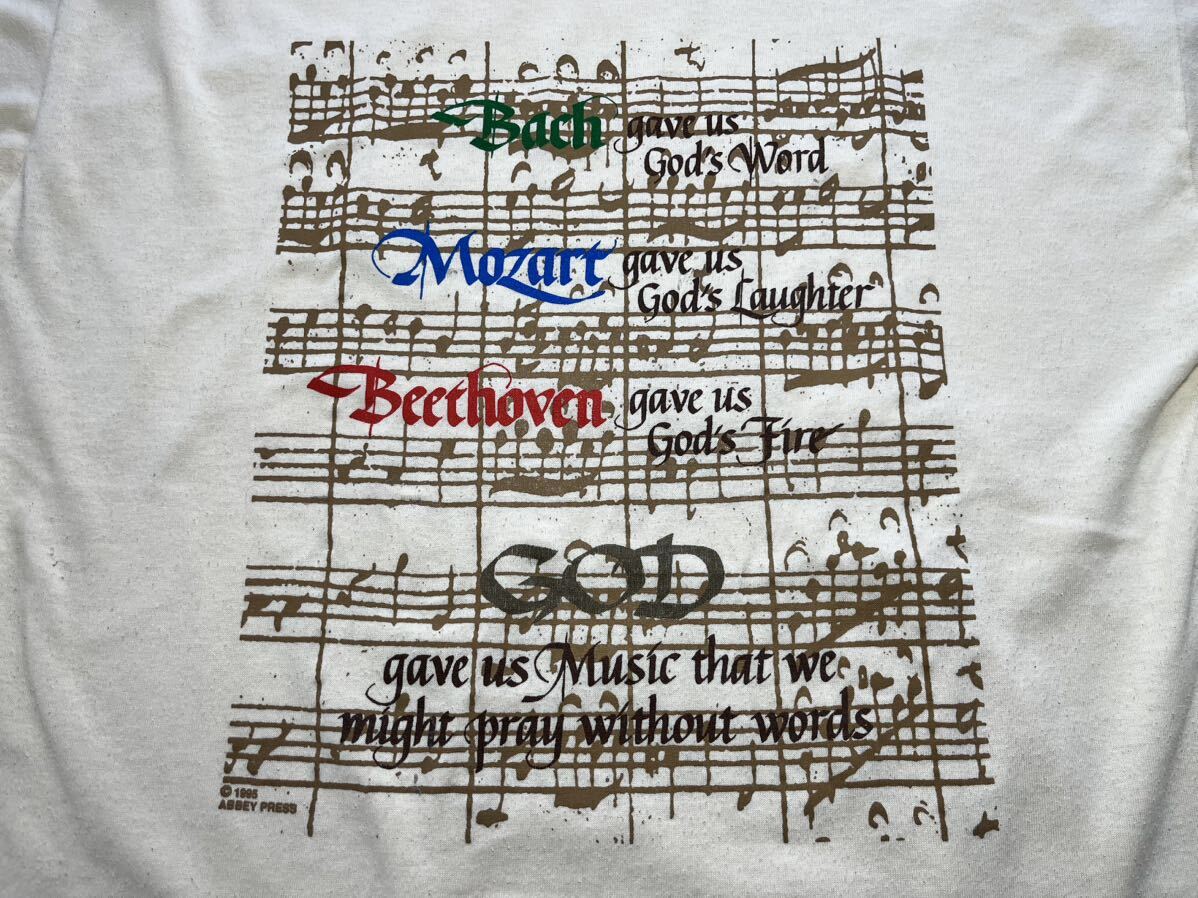 Bach gave us
God's Word
Mozart gave us
God's Laughter
Beethoven gave us
God's Fire
GOD
gave us Music that we
might pray without words
© 1995
ABBEY PRESS